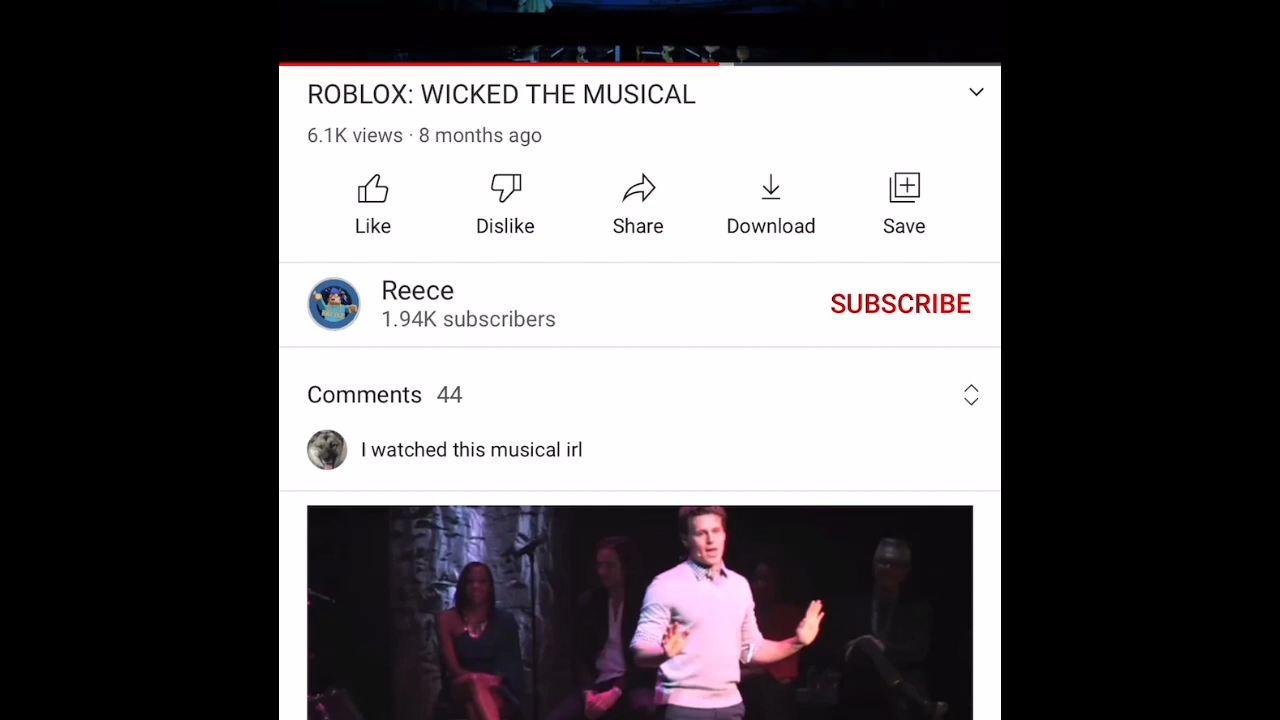 ROBLOX: WICKED THE MUSICAL
6.1K views · 8 months ago
Like Dislike Share Download Save
Reece
1.94K subscribers
SUBSCRIBE
Comments 44
I watched this musical irl